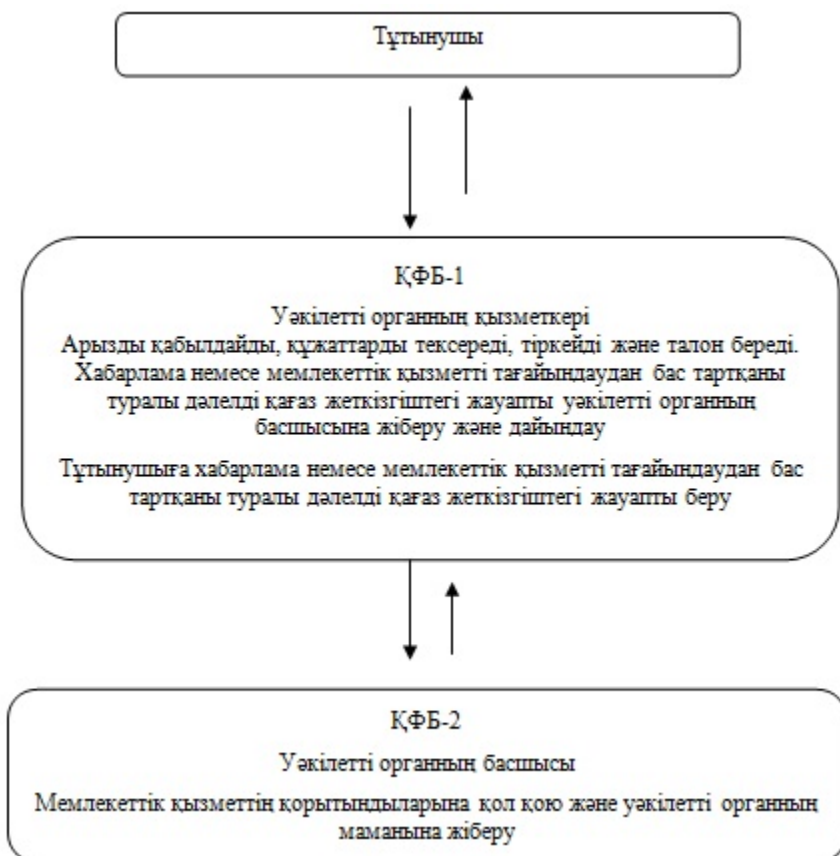 Тұтынушы
ҚФБ-1
Уәкілетті органның қызметкері
Арызды қабылдайды, құжаттарды тексереді, тіркейді және талон береді.
Хабарлама немесе мемлекеттік қызметті тағайындаудан бас тартқаны
туралы дәлелді қағаз жеткізгіштегі жауапты уәкілетті органның
басшысына жіберу және дайындау
Тұтынушыға хабарлама немесе мемлекеттік қызметті тағайындаудан бас
тартқаны туралы дәлелді қағаз жеткізгіштегі жауапты беру
ҚФБ-2
Уәкілетті органның басшысы
Мемлекеттік қызметтің қорытындыларына қол қою және уәкілетті органның
маманына жіберу